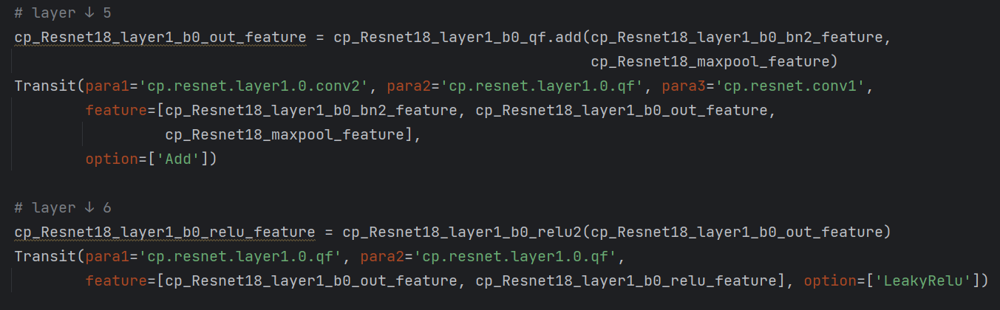 # layer ↓ 5
cp_Resnet18_layer1_b0_out_feature = cp_Resnet18_layer1_b0_qf.add(cp_Resnet18_layer1_b0_bn2_feature,
cp_Resnet18_maxpool_feature)
Transit(para1='cp.resnet.layer1.0.conv2', para2='cp.resnet.layer1.0.qf', para3='cp.resnet.conv1',
feature=[cp_Resnet18_layer1_b0_bn2_feature, cp_Resnet18_layer1_b0_out_feature,
cp_Resnet18_maxpool_feature],
option=['Add'])
# layer ↓ 6
cp_Resnet18_layer1_b0_relu_feature = cp_Resnet18_layer1_b0_relu2(cp_Resnet18_layer1_b0_out_feature)
Transit(para1='cp.resnet.layer1.0.qf', para2='cp.resnet.layer1.0.qf',
feature=[cp_Resnet18_layer1_b0_out_feature, cp_Resnet18_layer1_b0_relu_feature], option=['LeakyRelu'])